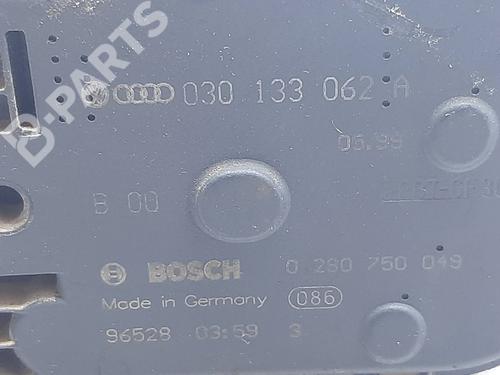 B-PARTS
030 133 062 A
06.99
B 00
BOSCH 0 280 750 049
Made in Germany 086
96528 03:59 3